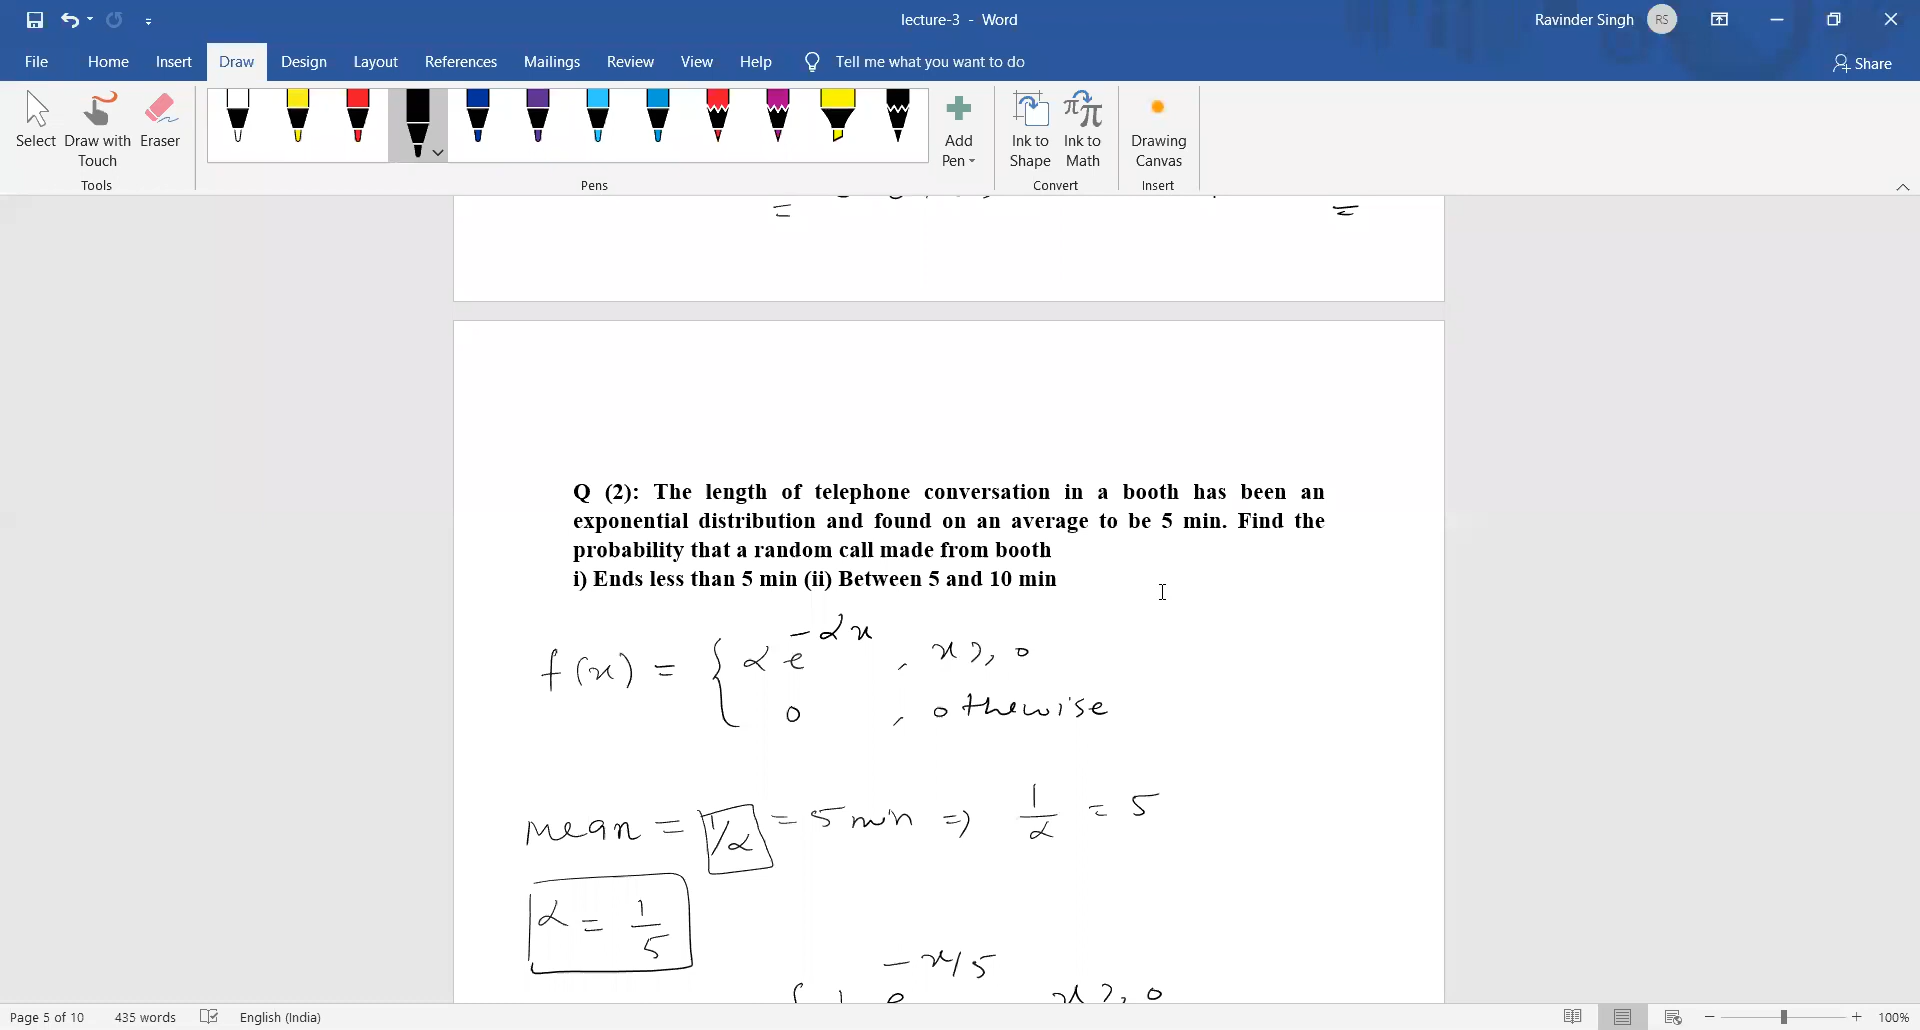 lecture-3 - Word
Ravinder Singh RS
File Home Insert Draw Design Layout References Mailings Review View Help Tell me what you want to do Share
Select Draw with Touch Eraser
Add Pen
Ink to Shape Ink to Math
Drawing Canvas
Tools Pens Convert Insert
Q (2): The length of telephone conversation in a booth has been an
exponential distribution and found on an average to be 5 min. Find the
probability that a random call made from booth
i) Ends less than 5 min (ii) Between 5 and 10 min
f(x) = { α e^{-αx} , x ≥ 0
0 , otherwise
mean = 1/α = 5 min ⇒ 1/α = 5
α = 1/5
e^{-x/5} x ≥ 0
Page 5 of 10 435 words English (India) 100%